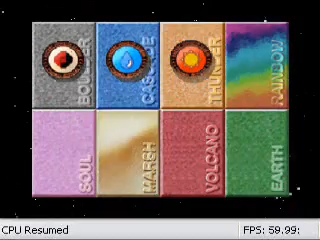 BOULDER
CASCADE
THUNDER
RAINBOW
SOUL
MARSH
VOLCANO
EARTH
CPU Resumed
FPS: 59.99: